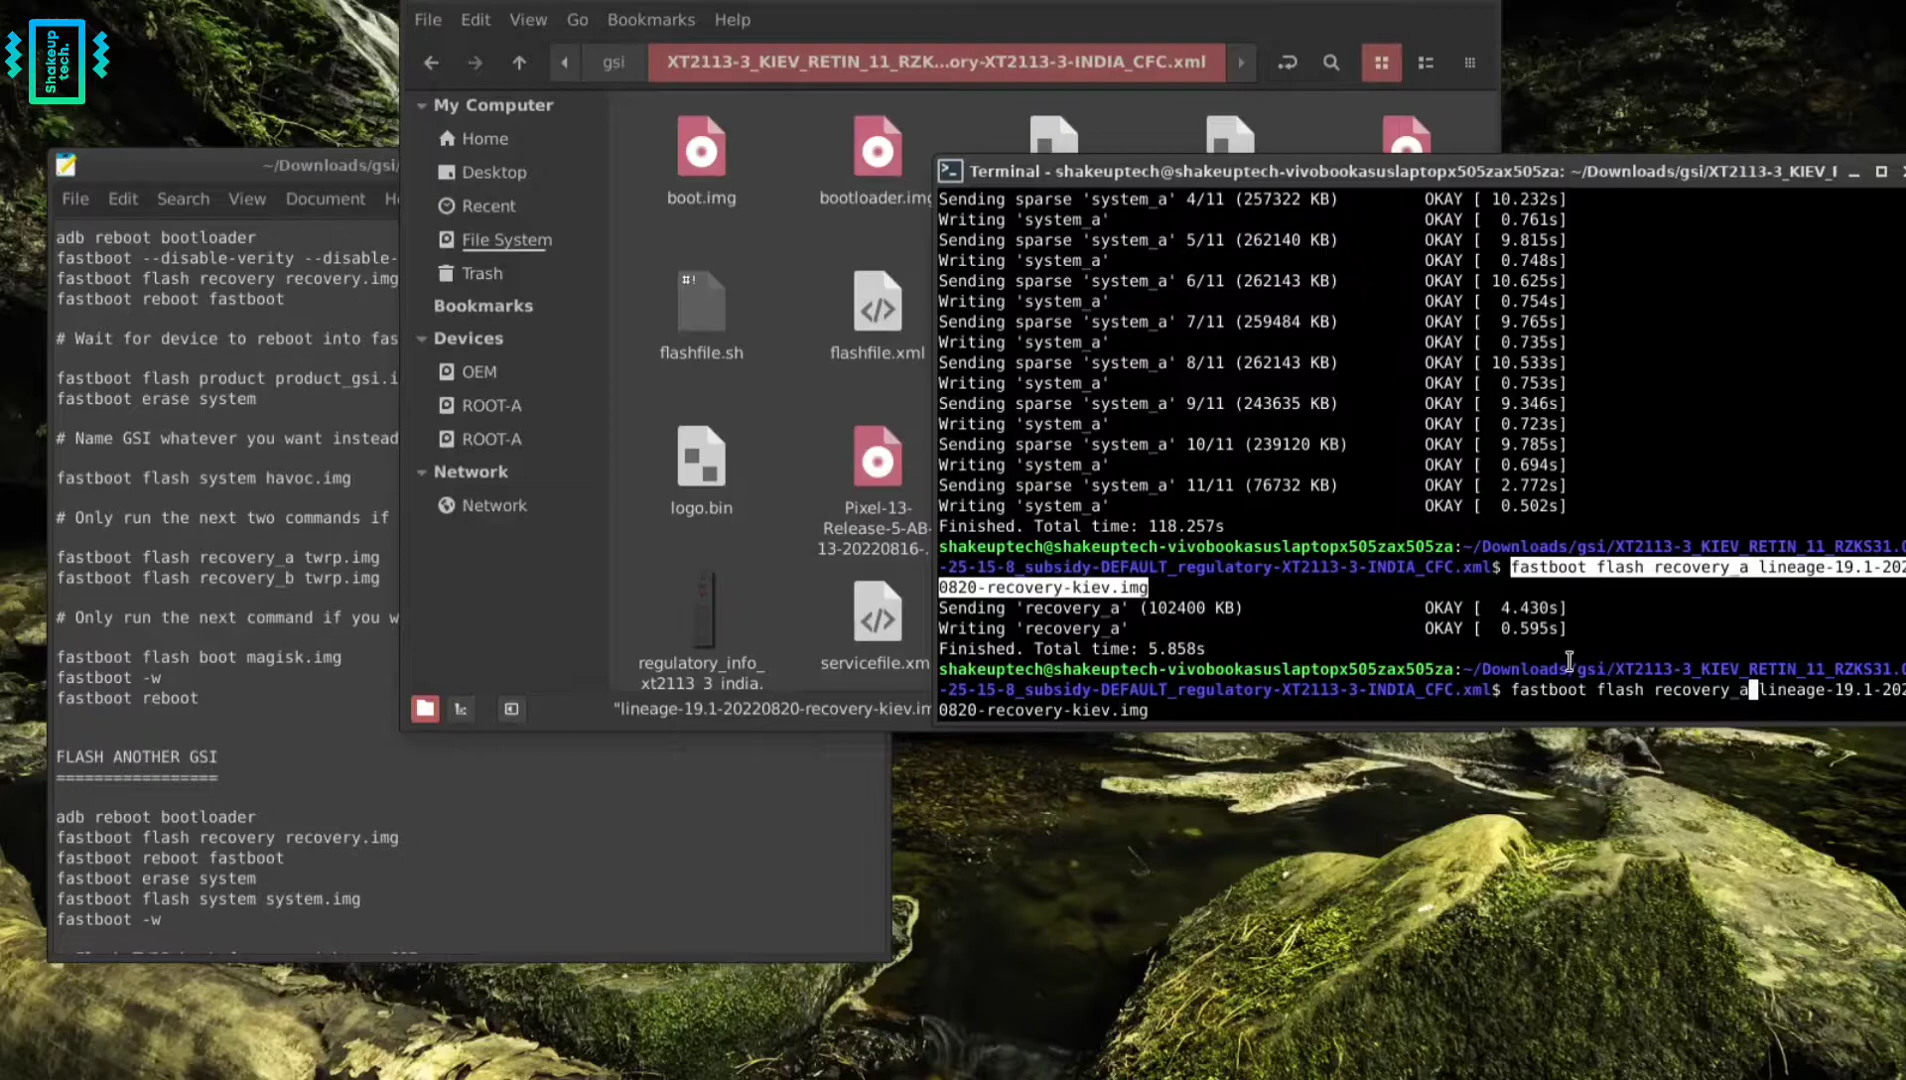 shakeup
tech.
File Edit View Go Bookmarks Help
gsi
XT2113-3_KIEV_RETIN_11_RZK...ory-XT2113-3-INDIA_CFC.xml
My Computer
Home
Desktop
Recent
File System
Trash
Bookmarks
Devices
OEM
ROOT-A
ROOT-A
Network
Network
boot.img
bootloader.img
#!
flashfile.sh
</>
flashfile.xml
logo.bin
Pixel-13-
Release-5-AB-
13-20220816-
regulatory_info_
xt2113_3_india.
</>
servicefile.xm
"lineage-19.1-20220820-recovery-kiev.im
~/Downloads/gsi/
File Edit Search View Document
adb reboot bootloader
fastboot --disable-verity --disable-
fastboot flash recovery recovery.img
fastboot reboot fastboot
# Wait for device to reboot into fas
fastboot flash product product_gsi.i
fastboot erase system
# Name GSI whatever you want instead
fastboot flash system havoc.img
# Only run the next two commands if
fastboot flash recovery_a twrp.img
fastboot flash recovery_b twrp.img
# Only run the next command if you w
fastboot flash boot magisk.img
fastboot -w
fastboot reboot
FLASH ANOTHER GSI
=================
adb reboot bootloader
fastboot flash recovery recovery.img
fastboot reboot fastboot
fastboot erase system
fastboot flash system system.img
fastboot -w
Terminal - shakeuptech@shakeuptech-vivobookasuslaptopx505zax505za: ~/Downloads/gsi/XT2113-3_KIEV_
Sending sparse 'system_a' 4/11 (257322 KB) OKAY [ 10.232s]
Writing 'system_a' OKAY [ 0.761s]
Sending sparse 'system_a' 5/11 (262140 KB) OKAY [ 9.815s]
Writing 'system_a' OKAY [ 0.748s]
Sending sparse 'system_a' 6/11 (262143 KB) OKAY [ 10.625s]
Writing 'system_a' OKAY [ 0.754s]
Sending sparse 'system_a' 7/11 (259484 KB) OKAY [ 9.765s]
Writing 'system_a' OKAY [ 0.735s]
Sending sparse 'system_a' 8/11 (262143 KB) OKAY [ 10.533s]
Writing 'system_a' OKAY [ 0.753s]
Sending sparse 'system_a' 9/11 (243635 KB) OKAY [ 9.346s]
Writing 'system_a' OKAY [ 0.723s]
Sending sparse 'system_a' 10/11 (239120 KB) OKAY [ 9.785s]
Writing 'system_a' OKAY [ 0.694s]
Sending sparse 'system_a' 11/11 (76732 KB) OKAY [ 2.772s]
Writing 'system_a' OKAY [ 0.502s]
Finished. Total time: 118.257s
shakeuptech@shakeuptech-vivobookasuslaptopx505zax505za:~/Downloads/gsi/XT2113-3_KIEV_RETIN_11_RZKS31.
-25-15-8_subsidy-DEFAULT_regulatory-XT2113-3-INDIA_CFC.xml$ fastboot flash recovery_a lineage-19.1-202
0820-recovery-kiev.img
Sending 'recovery_a' (102400 KB) OKAY [ 4.430s]
Writing 'recovery_a' OKAY [ 0.595s]
Finished. Total time: 5.858s
shakeuptech@shakeuptech-vivobookasuslaptopx505zax505za:~/Downloads/gsi/XT2113-3_KIEV_RETIN_11_RZKS31.
-25-15-8_subsidy-DEFAULT_regulatory-XT2113-3-INDIA_CFC.xml$ fastboot flash recovery_a lineage-19.1-202
0820-recovery-kiev.img